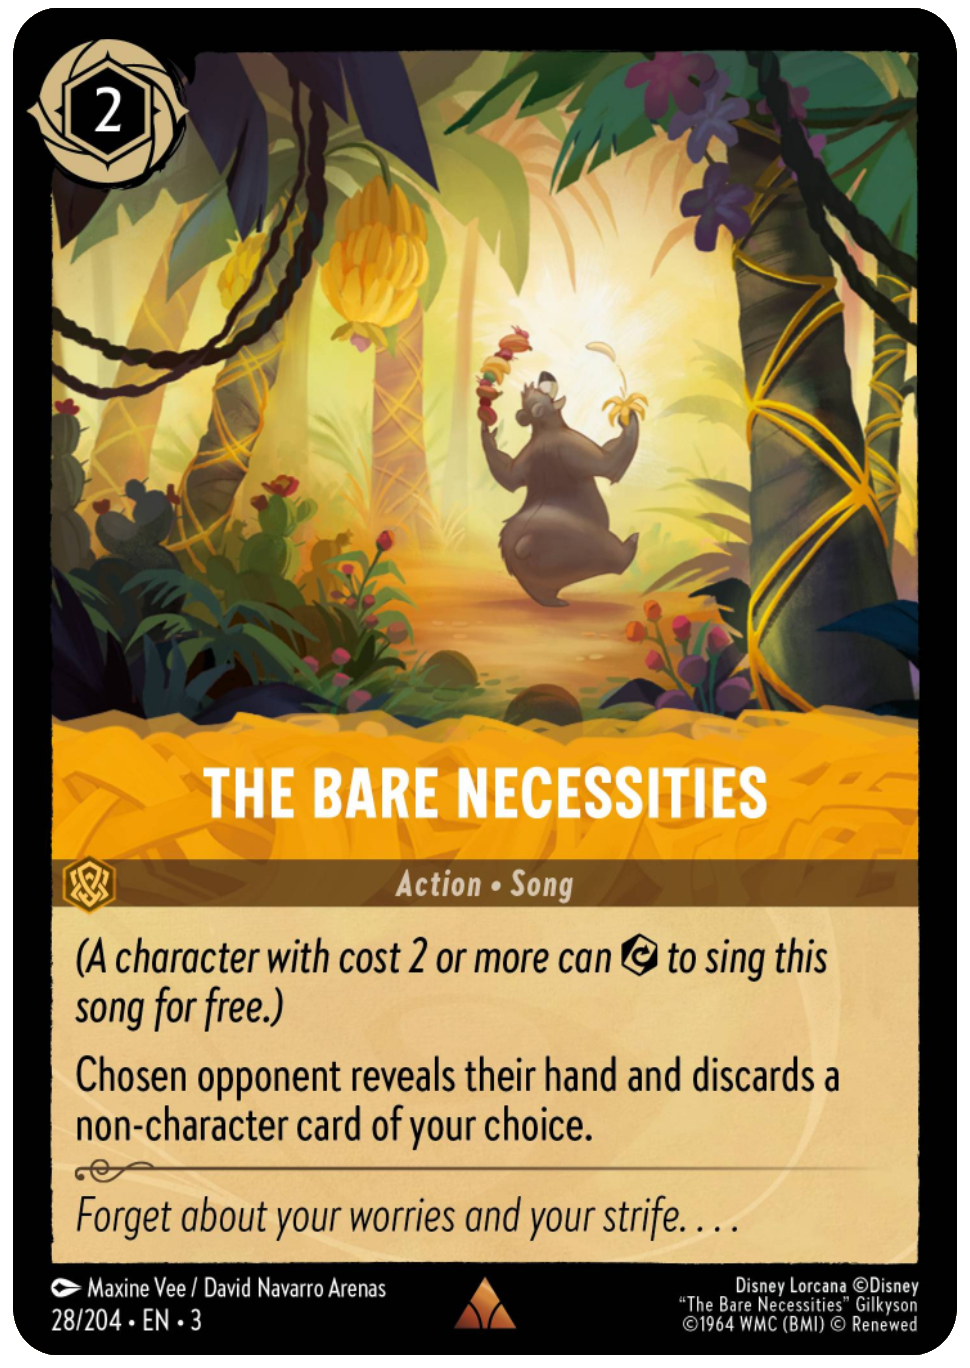 2
THE BARE NECESSITIES
Action • Song
(A character with cost 2 or more can to sing this
song for free.)
Chosen opponent reveals their hand and discards a
non-character card of your choice.
Forget about your worries and your strife. . . .
Maxine Vee / David Navarro Arenas
28/204 • EN • 3
Disney Lorcana ©Disney
“The Bare Necessities” Gilkyson
©1964 WMC (BMI) © Renewed